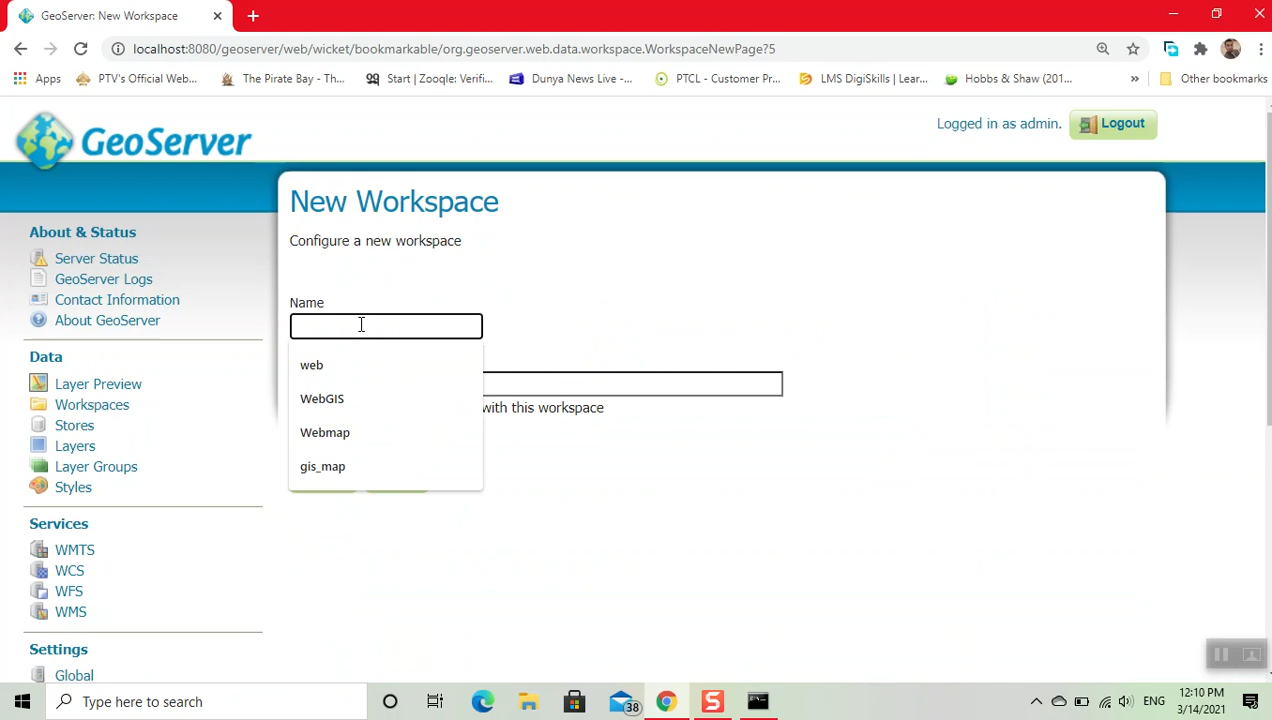 GeoServer: New Workspace
localhost:8080/geoserver/web/wicket/bookmarkable/org.geoserver.web.data.workspace.WorkspaceNewPage?5
Apps
PTV's Official Web...
The Pirate Bay - Th...
Start | Zooqle: Verifi...
Dunya News Live -...
PTCL - Customer Pr...
LMS DigiSkills | Lear...
Hobbs & Shaw (201...
»
Other bookmarks
GeoServer
Logged in as admin.
Logout
About & Status
Server Status
GeoServer Logs
Contact Information
About GeoServer
Data
Layer Preview
Workspaces
Stores
Layers
Layer Groups
Styles
Services
WMTS
WCS
WFS
WMS
Settings
Global
New Workspace
Configure a new workspace
Name
web
WebGIS
Webmap
gis_map
with this workspace
Type here to search
38
ENG
12:10 PM
3/14/2021